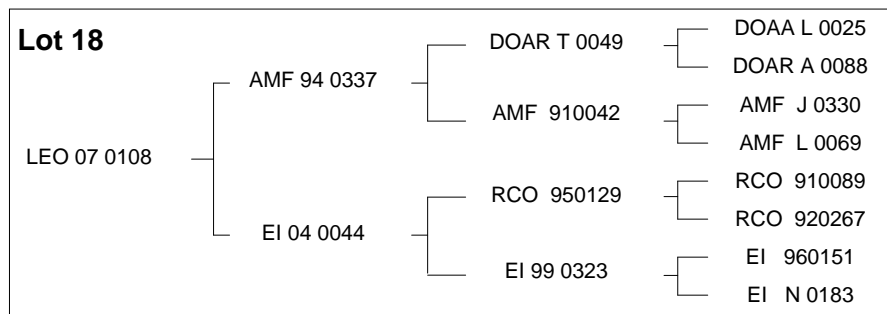 Lot 18
LEO 07 0108
AMF 94 0337
EI 04 0044
DOAR T 0049
AMF 910042
RCO 950129
EI 99 0323
DOAA L 0025
DOAR A 0088
AMF J 0330
AMF L 0069
RCO 910089
RCO 920267
EI 960151
EI N 0183